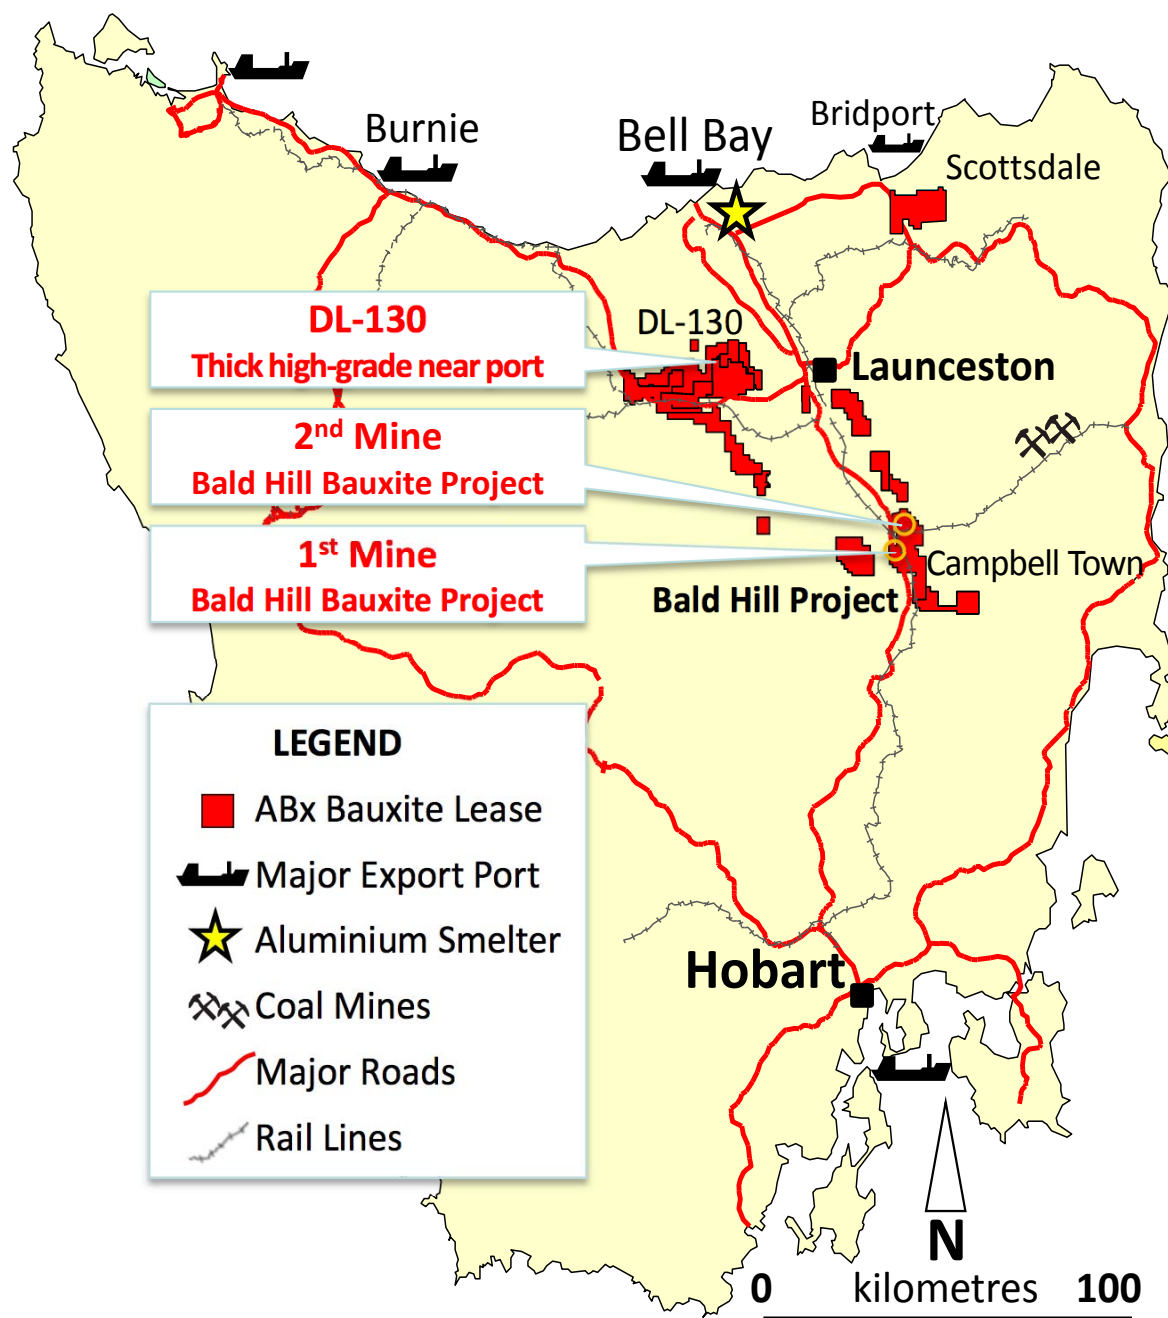 Burnie
Bell Bay
Bridport
Scottsdale
DL-130
DL-130
Thick high-grade near port
Launceston
2nd Mine
Bald Hill Bauxite Project
1st Mine
Bald Hill Bauxite Project
Campbell Town
Bald Hill Project
LEGEND
ABx Bauxite Lease
Major Export Port
Aluminium Smelter
Coal Mines
Major Roads
Rail Lines
Hobart
N
0 kilometres 100